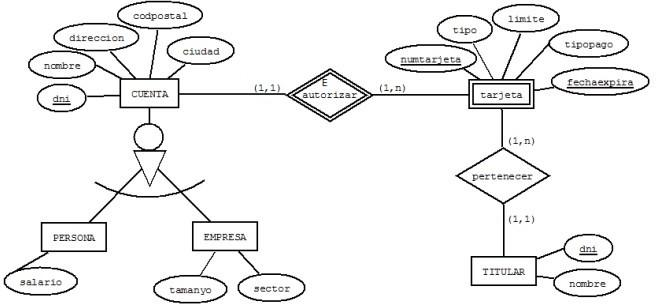 codpostal
direccion
ciudad
nombre
dni
CUENTA
(1,1)
E
autorizar
(1,n)
tipo
limite
tipopago
numtarjeta
fechaexpira
tarjeta
(1,n)
pertenecer
(1,1)
PERSONA
EMPRESA
salario
tamanyo
sector
TITULAR
dni
nombre